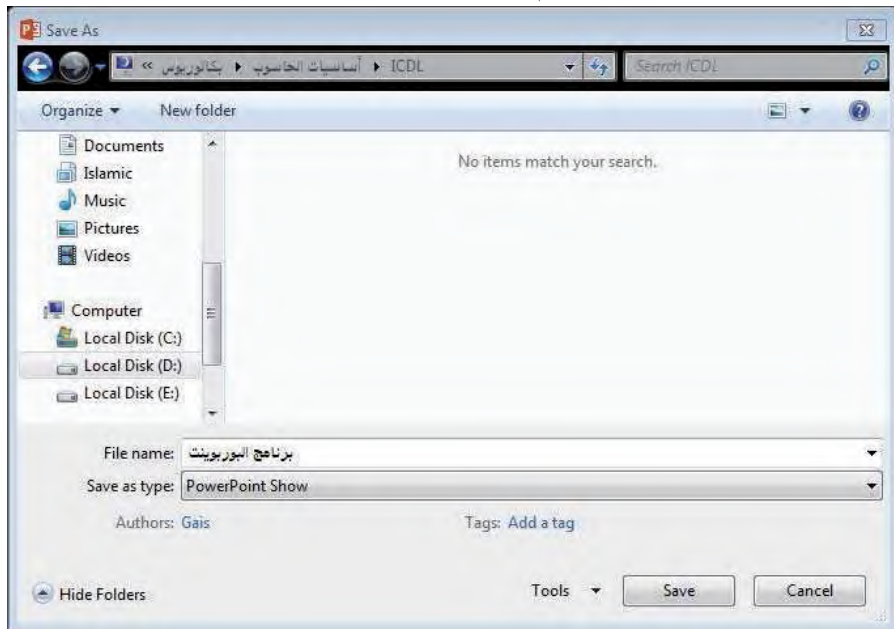 Save As
« بكالوريوس أساسيات الحاسوب ICDL
Search ICDL
Organize
New folder
Documents
Islamic
Music
Pictures
Videos
Computer
Local Disk (C:)
Local Disk (D:)
Local Disk (E:)
No items match your search.
File name: برنامج البوربوينت
Save as type: PowerPoint Show
Authors: Gais
Tags: Add a tag
Hide Folders
Tools
Save
Cancel